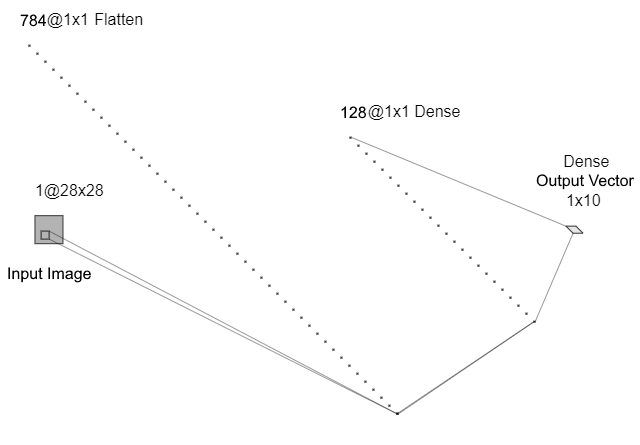 784@1x1 Flatten
128@1x1 Dense
Dense
Output Vector
1x10
1@28x28
Input Image